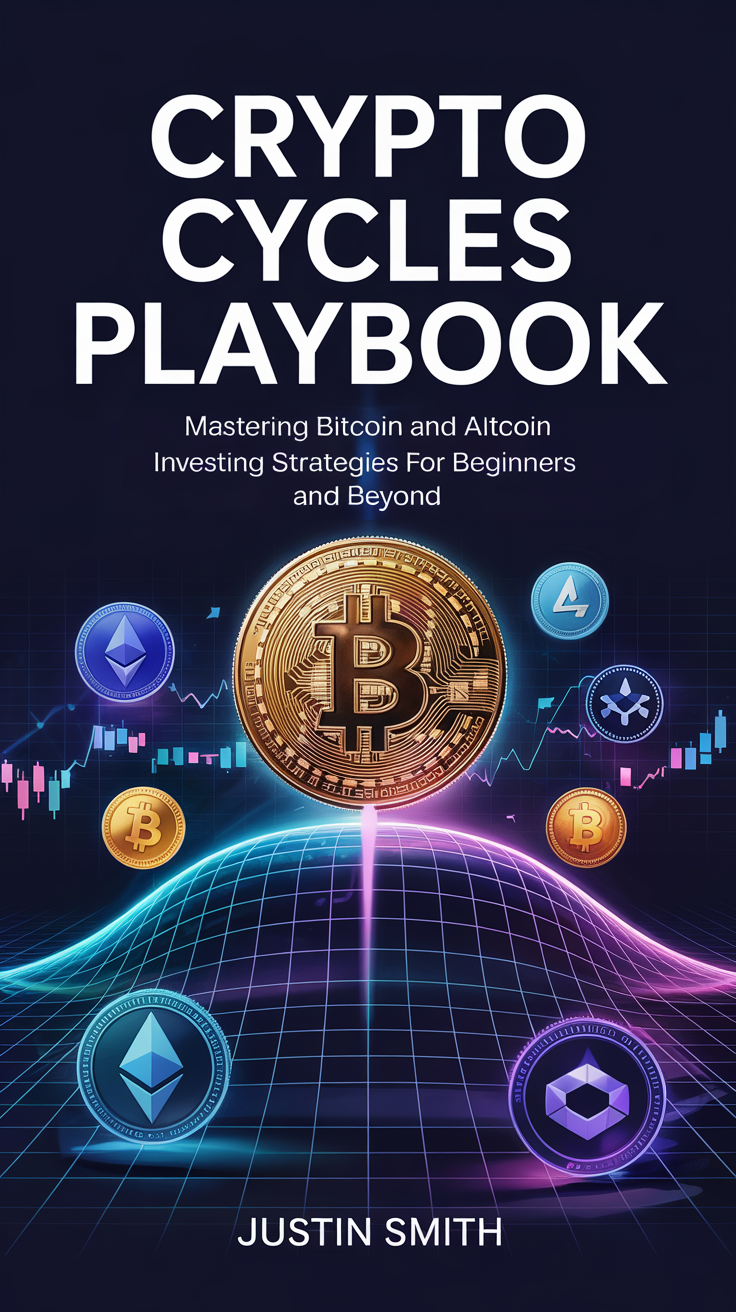 CRYPTO
CYCLES
PLAYBOOK
Mastering Bitcoin and Altcoin
Investing Strategies For Beginners
and Beyond
JUSTIN SMITH